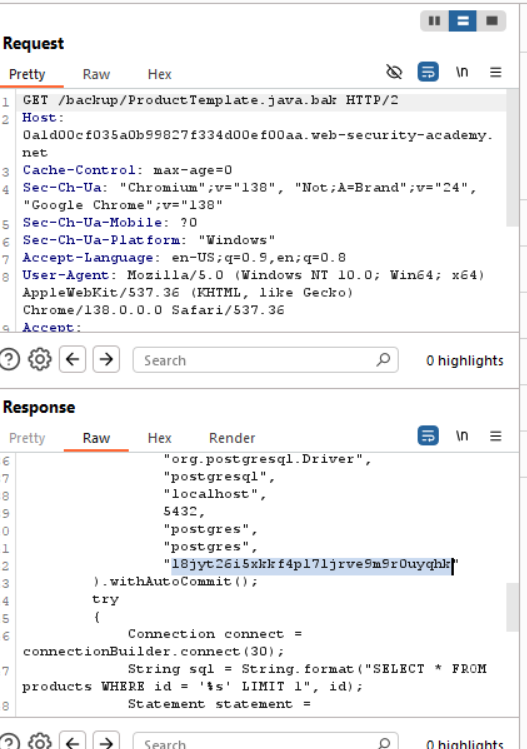 Request
Pretty Raw Hex \n
1 GET /backup/ProductTemplate.java.bak HTTP/2
2 Host:
0a1d00cf035a0b99827f334d00ef00aa.web-security-academy.
net
3 Cache-Control: max-age=0
4 Sec-Ch-Ua: "Chromium";v="138", "Not;A=Brand";v="24",
"Google Chrome";v="138"
5 Sec-Ch-Ua-Mobile: ?0
6 Sec-Ch-Ua-Platform: "Windows"
7 Accept-Language: en-US;q=0.9,en;q=0.8
8 User-Agent: Mozilla/5.0 (Windows NT 10.0; Win64; x64)
AppleWebKit/537.36 (KHTML, like Gecko)
Chrome/138.0.0.0 Safari/537.36
9 Accept:
Search 0 highlights
Response
Pretty Raw Hex Render \n
6 "org.postgresql.Driver",
7 "postgresql",
8 "localhost",
9 5432,
0 "postgres",
1 "postgres",
2 "l8jyt26i5xkkf4pl7ljrve9m9r0uyqhk"
3 ).withAutoCommit();
4 try
5 {
6 Connection connect =
connectionBuilder.connect(30);
7 String sql = String.format("SELECT * FROM
products WHERE id = '%s' LIMIT 1", id);
8 Statement statement =
Search 0 highlights